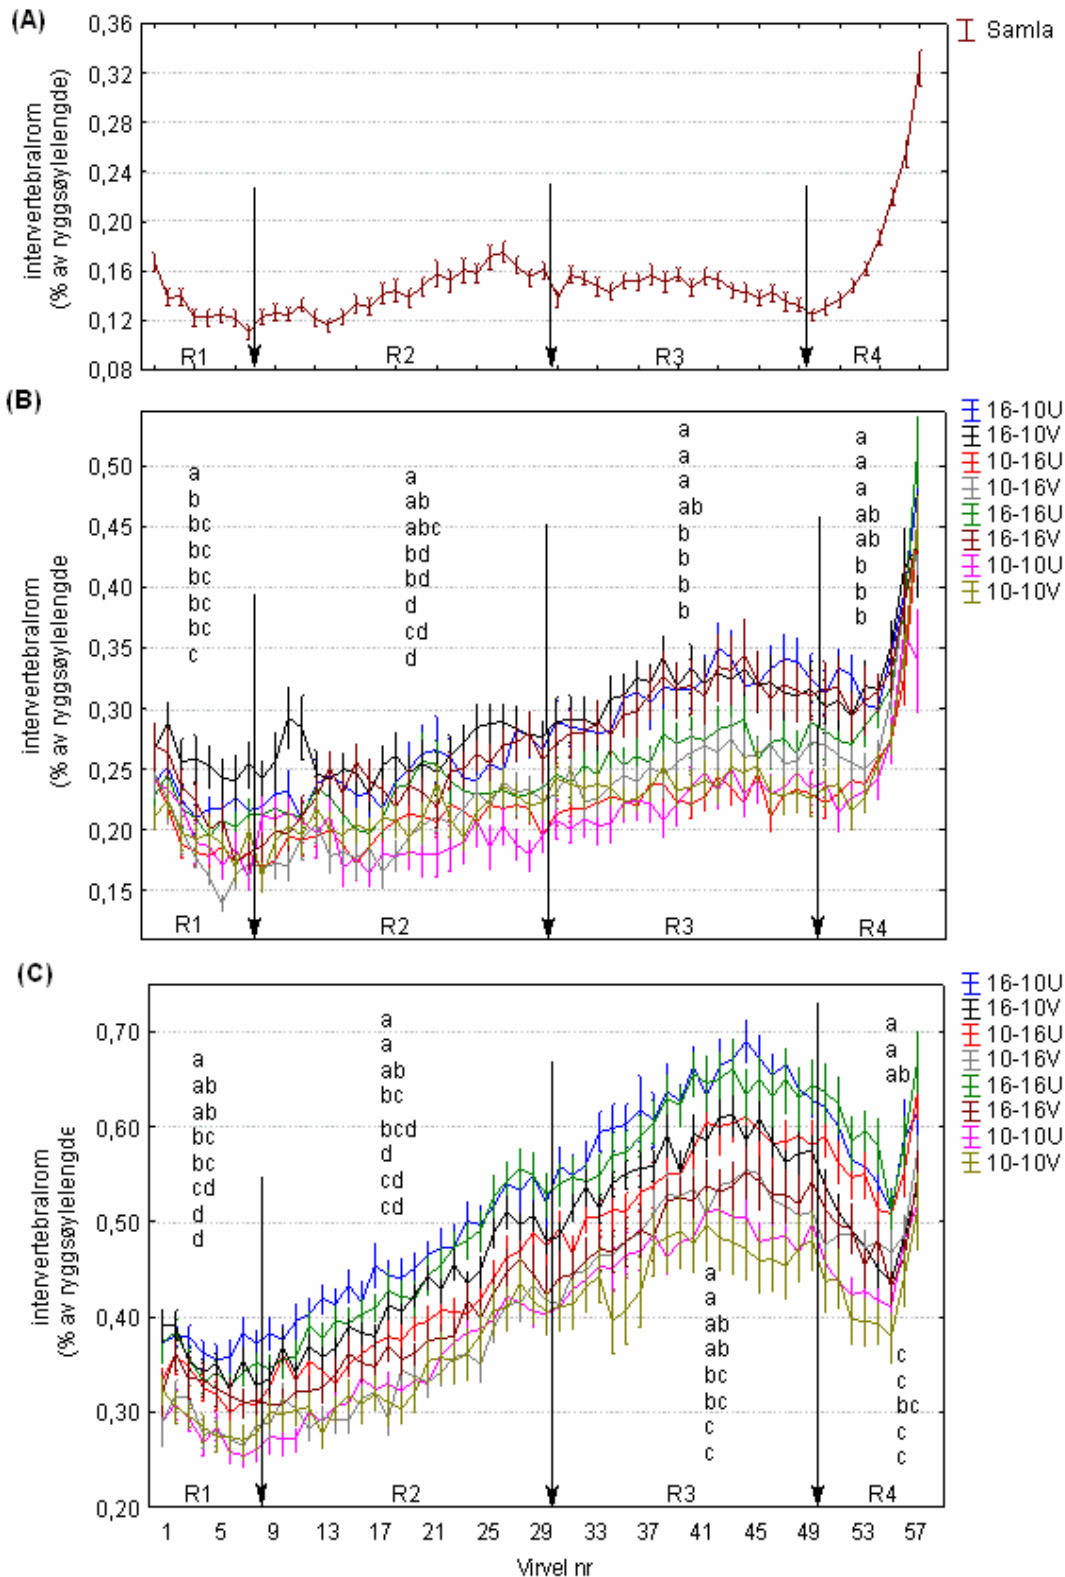 (A)
intervertebralrom
(% av ryggsøylelengde)
0,36
0,32
0,28
0,24
0,20
0,16
0,12
0,08
Samla
R1 R2 R3 R4
(B)
intervertebralrom
(% av ryggsøylelengde
0,50
0,45
0,40
0,35
0,30
0,25
0,20
0,15
a
b
bc
bc
bc
bc
bc
c
a
ab
abc
bd
bd
d
cd
d
a
a
a
ab
b
b
b
b
a
a
a
ab
ab
b
b
b
R1 R2 R3 R4
16-10U
16-10V
10-16U
10-16V
16-16U
16-16V
10-10U
10-10V
(C)
intervertebralrom
(% av ryggsøylelengde
0,70
0,60
0,50
0,40
0,30
0,20
a
ab
ab
bc
bc
cd
d
d
a
a
ab
bc
bcd
d
cd
cd
a
a
ab
ab
bc
bc
c
c
a
a
ab
c
c
bc
c
c
R1 R2 R3 R4
1 5 9 13 17 21 25 29 33 37 41 45 49 53 57
Virvel nr
16-10U
16-10V
10-16U
10-16V
16-16U
16-16V
10-10U
10-10V